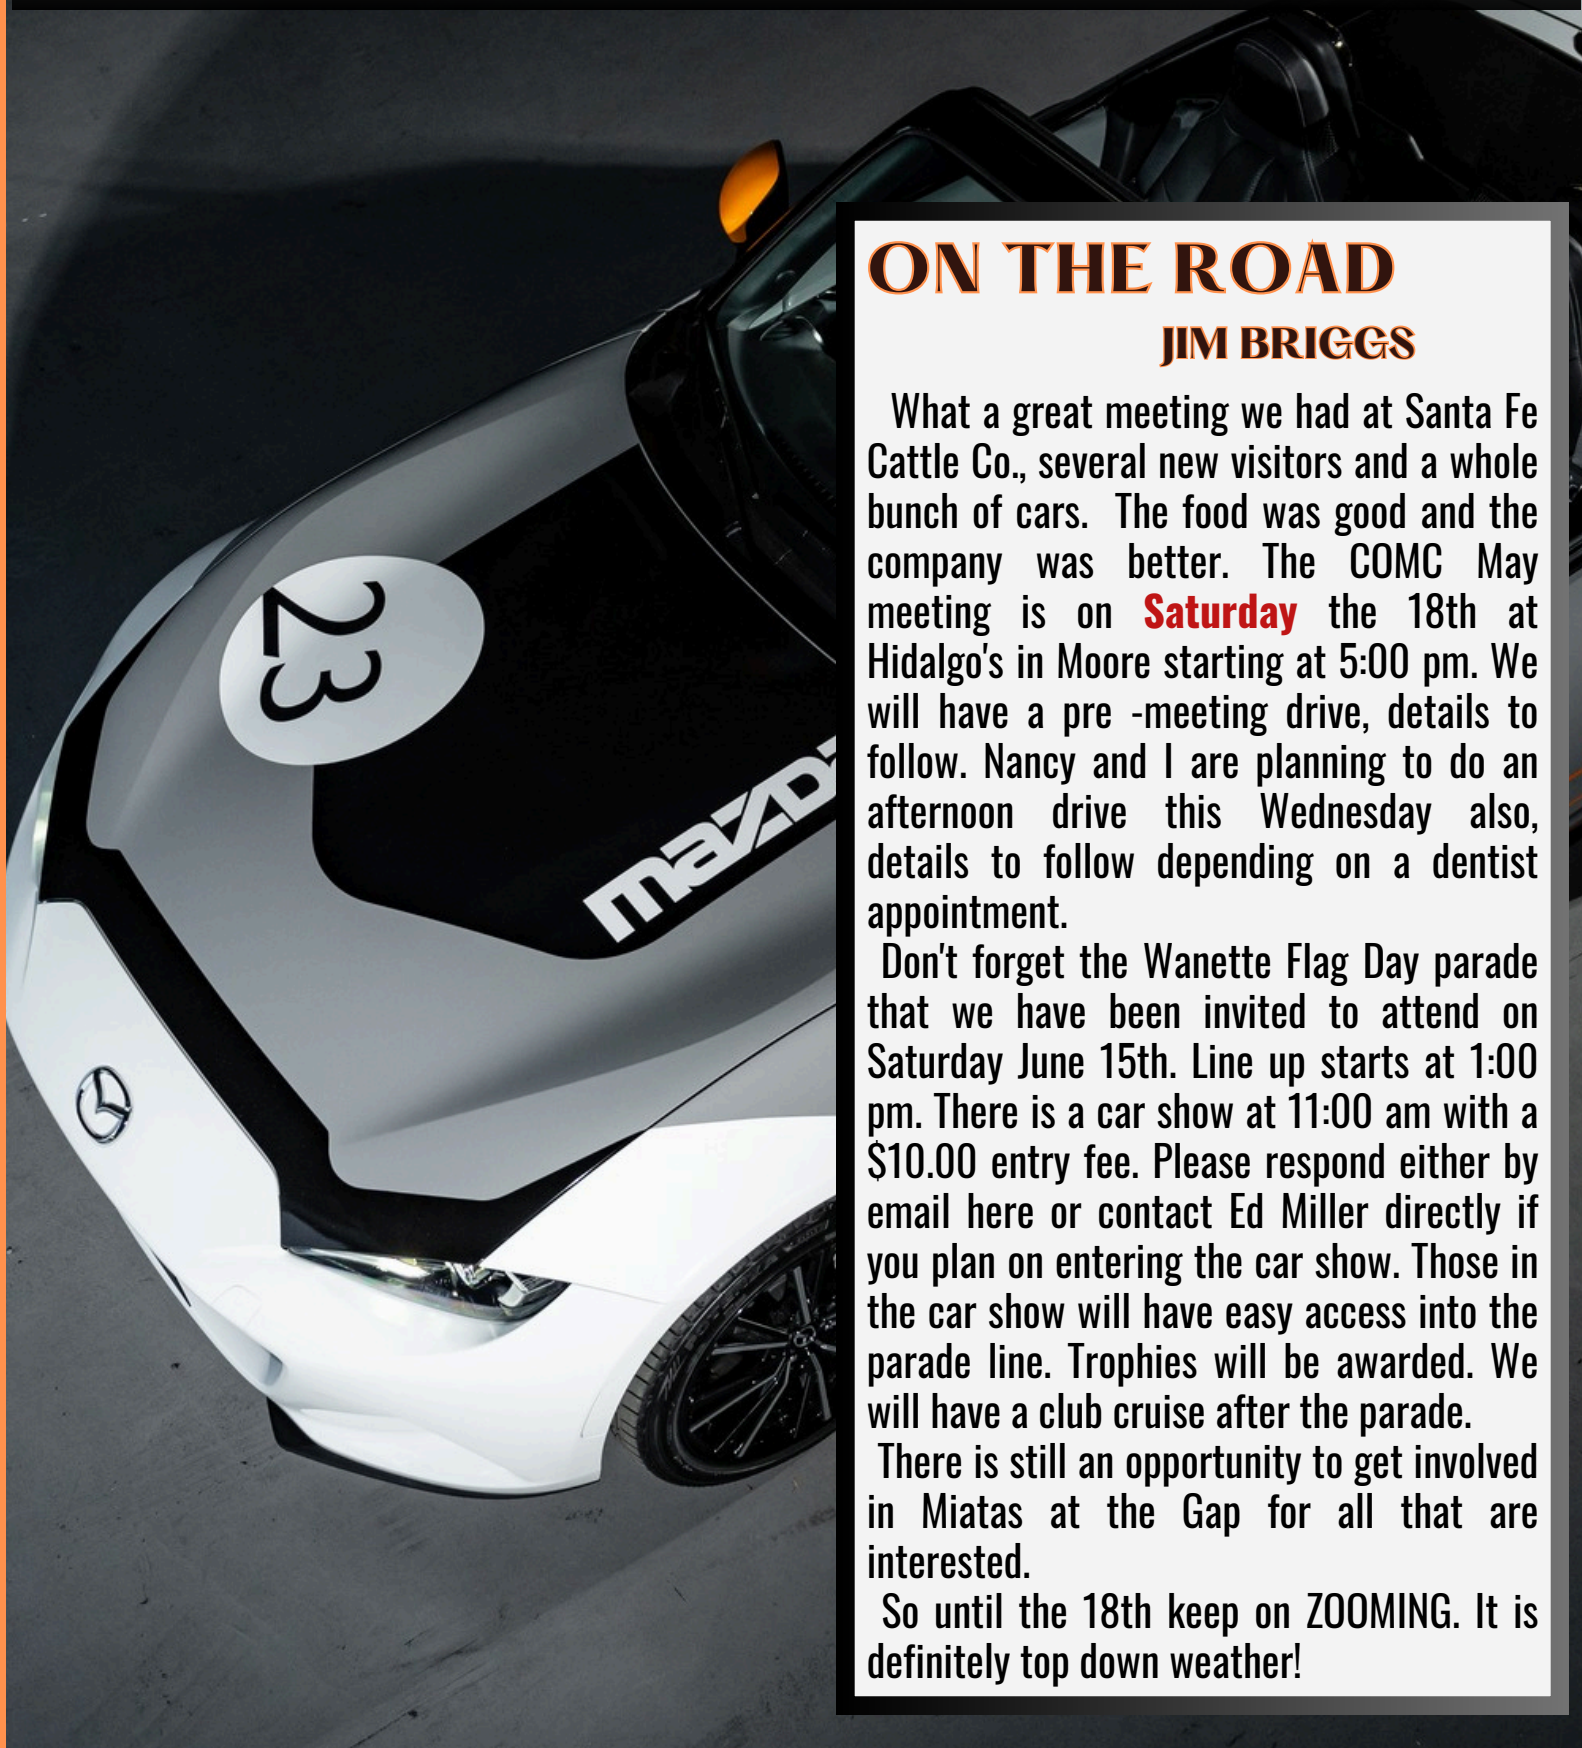 ON THE ROAD
JIM BRIGGS
What a great meeting we had at Santa Fe
Cattle Co., several new visitors and a whole
bunch of cars. The food was good and the
company was better. The COMC May
meeting is on Saturday the 18th at
Hidalgo's in Moore starting at 5:00 pm. We
will have a pre -meeting drive, details to
follow. Nancy and I are planning to do an
afternoon drive this Wednesday also,
details to follow depending on a dentist
appointment.
Don't forget the Wanette Flag Day parade
that we have been invited to attend on
Saturday June 15th. Line up starts at 1:00
pm. There is a car show at 11:00 am with a
$10.00 entry fee. Please respond either by
email here or contact Ed Miller directly if
you plan on entering the car show. Those in
the car show will have easy access into the
parade line. Trophies will be awarded. We
will have a club cruise after the parade.
There is still an opportunity to get involved
in Miatas at the Gap for all that are
interested.
So until the 18th keep on ZOOMING. It is
definitely top down weather!
23
mazda